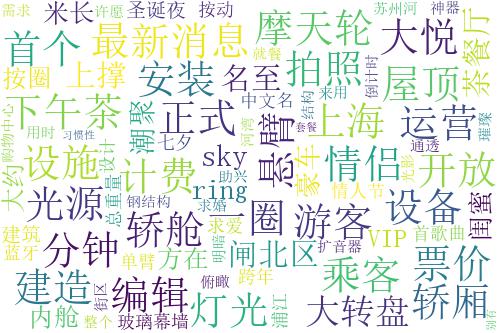 需求 米长 许愿 圣诞夜 按动 苏州河 神器
首个 最新消息 摩天轮 大悦
按圈 上撑 安装 名至 拍照 就餐 倒计时 屋顶 茶餐厅
下午茶 潮聚 正式 中文名 结构 来用 璀璨
购物中心 用时 习惯性 七夕 河湾 套餐 悬臂 上海 运营 通透
大约 设施 设计 计费 sky 助兴 豪车 情侣 光影 开放
总重量 光源 钢结构 求婚 ring 一圈 情人节 游客 设备 闺蜜
建筑 分钟 轿舱 求爱 扩音器 VIP 首歌曲 票价
蓝牙 单臂 方在 明皆 闸北区 乘客
建造 街区 编辑 俯瞰 跨年 大转盘 轿厢
内舱 整个 玻璃幕墙 灯光 浦江 别有